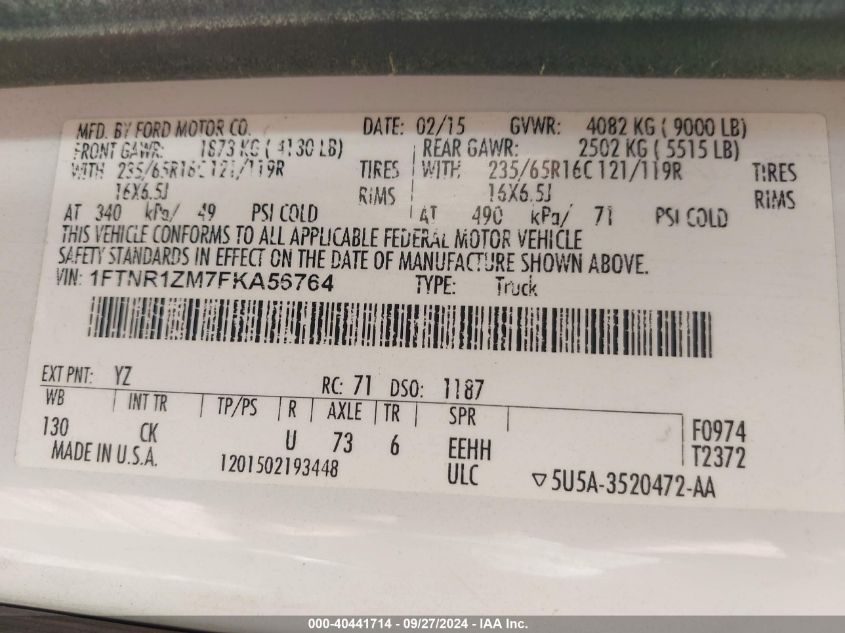 MFD. BY FORD MOTOR CO. DATE: 02/15 GVWR: 4082 KG ( 9000 LB)
FRONT GAWR: 1873 KG ( 4130 LB) REAR GAWR: 2502 KG ( 5515 LB)
WITH 235/65R16C 121/119R TIRES WITH 235/65R16C 121/119R TIRES
16X6.5J RIMS 16X6.5J RIMS
AT 340 kPa/ 49 PSI COLD AT 490 kPa/ 71 PSI COLD
THIS VEHICLE CONFORMS TO ALL APPLICABLE FEDERAL MOTOR VEHICLE
SAFETY STANDARDS IN EFFECT ON THE DATE OF MANUFACTURE SHOWN ABOVE.
VIN: 1FTNR1ZM7FKA56764 TYPE: Truck
EXT PNT: YZ RC: 71 DSO: 1187
WB INT TR TP/PS R AXLE TR SPR
130 CK U 73 6 EEHH
F0974
T2372
MADE IN U.S.A. 1201502193448 ULC ▽5U5A-3520472-AA
000-40441714 - 09/27/2024 - IAA Inc.